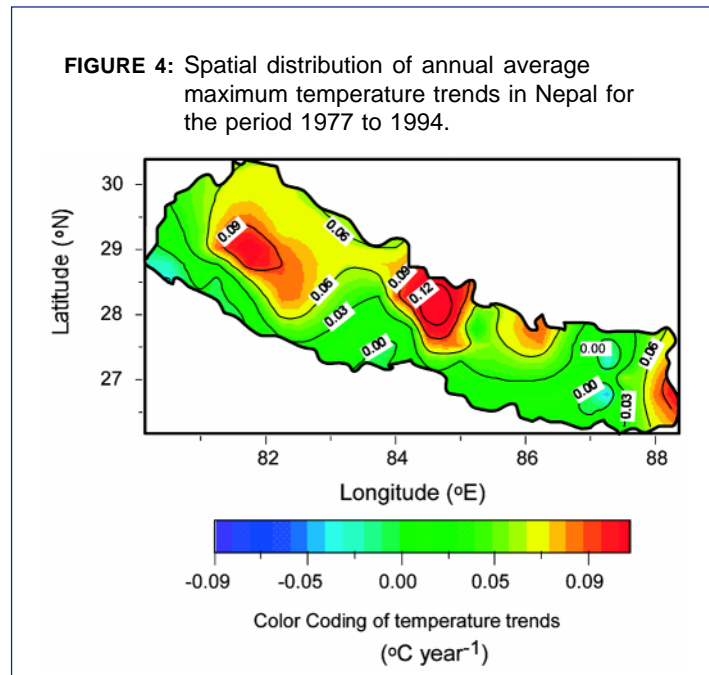 FIGURE 4: Spatial distribution of annual average
maximum temperature trends in Nepal for
the period 1977 to 1994.
Latitude (oN)
30
29
28
27
0.09
0.06
0.06
0.03
0.00
0.09
0.12
0.00
0.00
0.06
0.03
82 84 86 88
Longitude (oE)
-0.09 -0.05 0.00 0.05 0.09
Color Coding of temperature trends
(oC year-1)